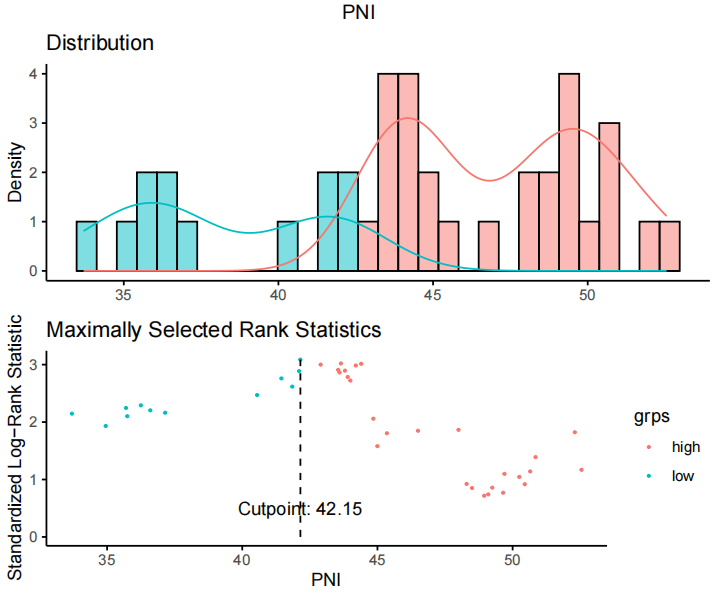 PNI
Distribution
Density
4
3
2
1
0
35 40 45 50
Maximally Selected Rank Statistics
Standardized Log−Rank Statistic
3
2
1
0
Cutpoint: 42.15
35 40 45 50
PNI
grps
high
low